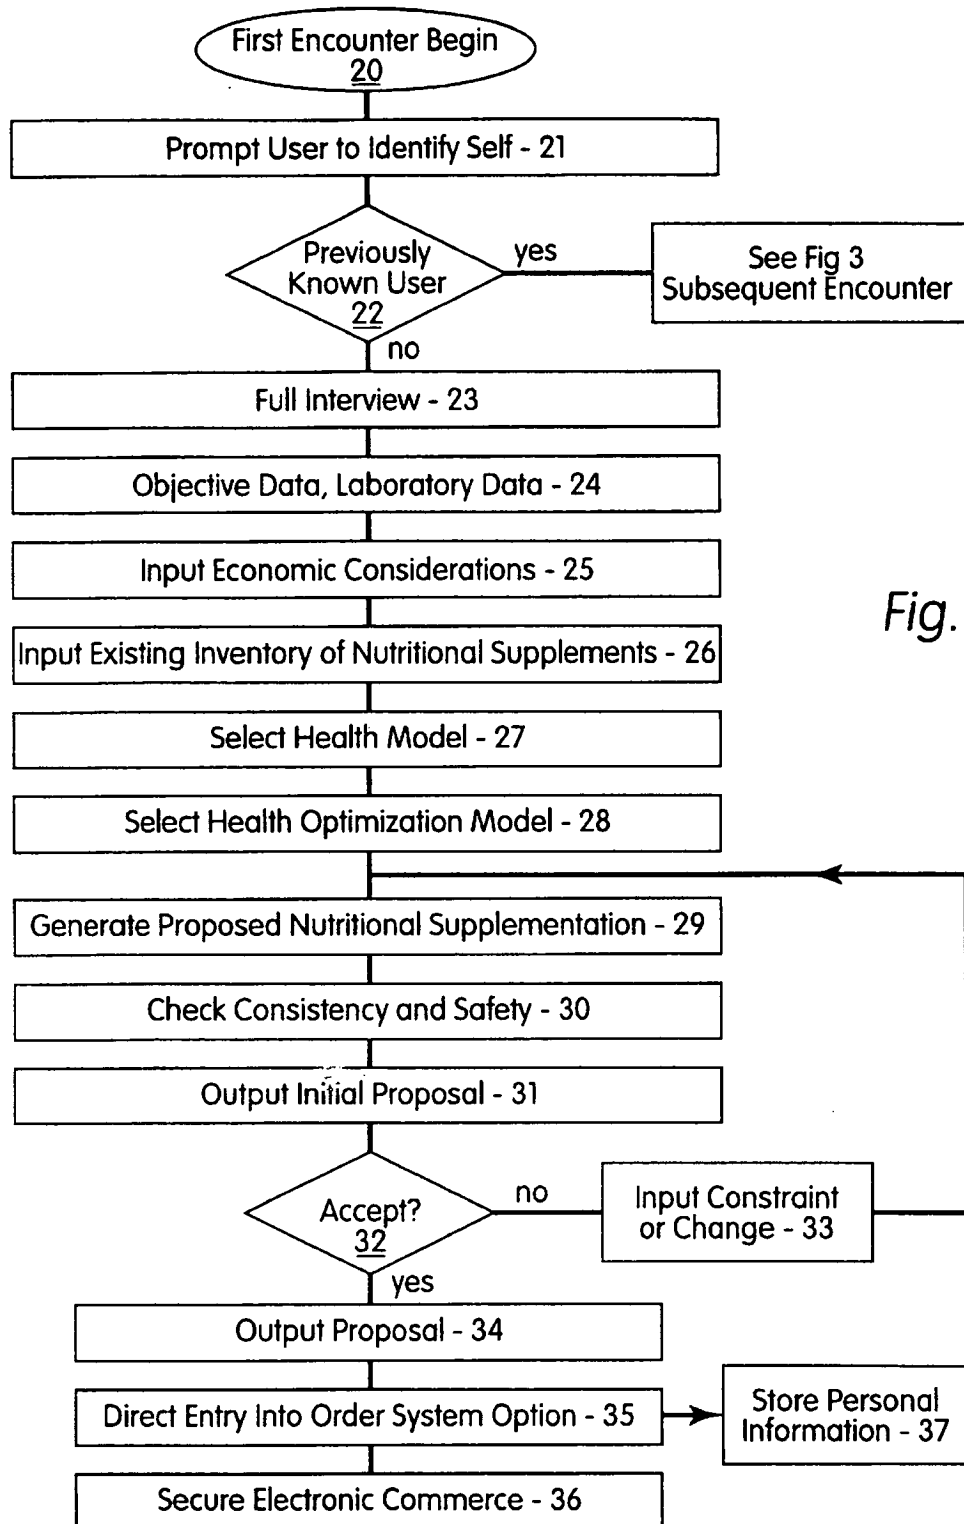 First Encounter Begin
20
Prompt User to Identify Self - 21
Previously
Known User
22
yes
See Fig 3
Subsequent Encounter
no
Full Interview - 23
Objective Data, Laboratory Data - 24
Input Economic Considerations - 25
Fig.
Input Existing Inventory of Nutritional Supplements - 26
Select Health Model - 27
Select Health Optimization Model - 28
Generate Proposed Nutritional Supplementation - 29
Check Consistency and Safety - 30
Output Initial Proposal - 31
Accept?
32
no
Input Constraint
or Change - 33
yes
Output Proposal - 34
Direct Entry Into Order System Option - 35
Store Personal
Information - 37
Secure Electronic Commerce - 36